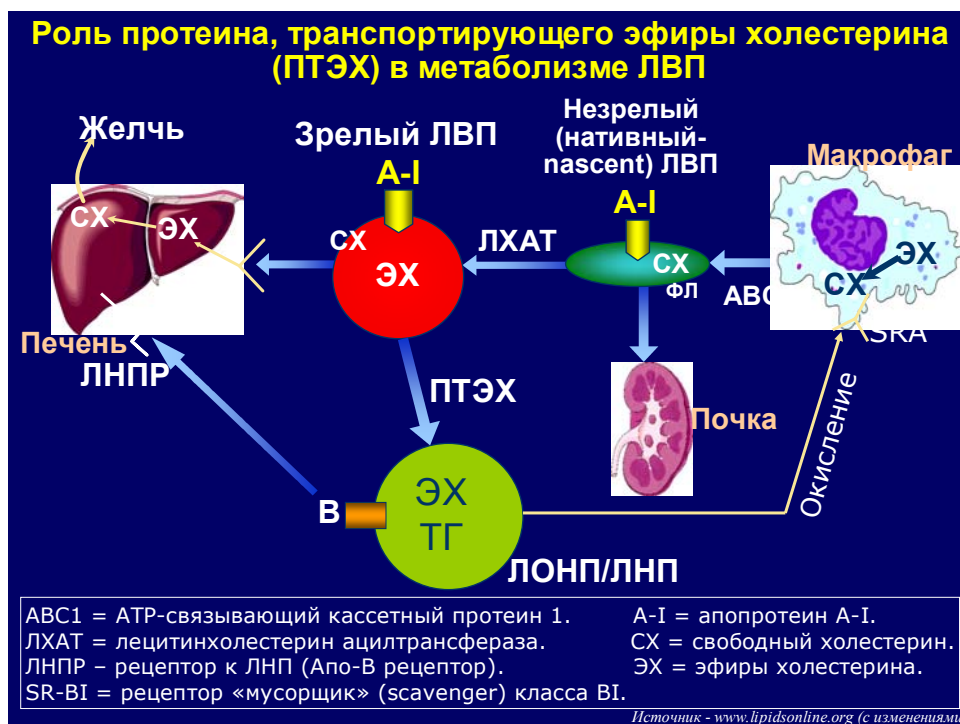 Роль протеина, транспортирующего эфиры холестерина
(ПТЭХ) в метаболизме ЛВП
Желчь
Зрелый ЛВП
Незрелый
(нативный-
nascent) ЛВП
Макрофаг
A-I
A-I
СХ
ЭХ
СХ
ЭХ
ЛХАТ
СХ
ФЛ
ABC
ЭХ
СХ
SRA
Печень
ЛНПР
ПТЭХ
Почка
Окисление
B
ЭХ
ТГ
ЛОНП/ЛНП
ABC1 = АТР-связывающий кассетный протеин 1. A-I = апопротеин A-I.
ЛХАТ = лецитинхолестерин ацилтрансфераза. СХ = свободный холестерин.
ЛНПР – рецептор к ЛНП (Апо-В рецептор). ЭХ = эфиры холестерина.
SR-BI = рецептор «мусорщик» (scavenger) класса BI.
Источник - www.lipidsonline.org (с изменениями